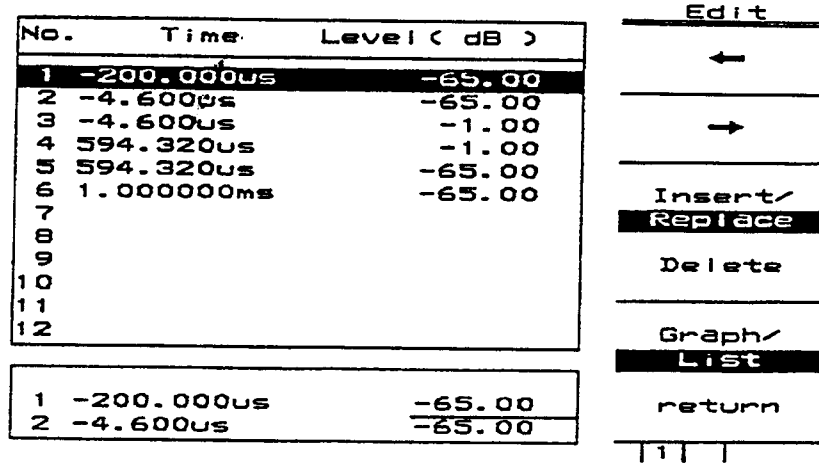 No. Time Level ( dB )
1 -200.000us -65.00
2 -4.600us -65.00
3 -4.600us -1.00
4 594.320us -1.00
5 594.320us -65.00
6 1.000000ms -65.00
7
8
9
10
11
12
1 -200.000us -65.00
2 -4.600us -65.00
Edit
←
→
Insert/
Replace
Delete
Graph/
List
return
1